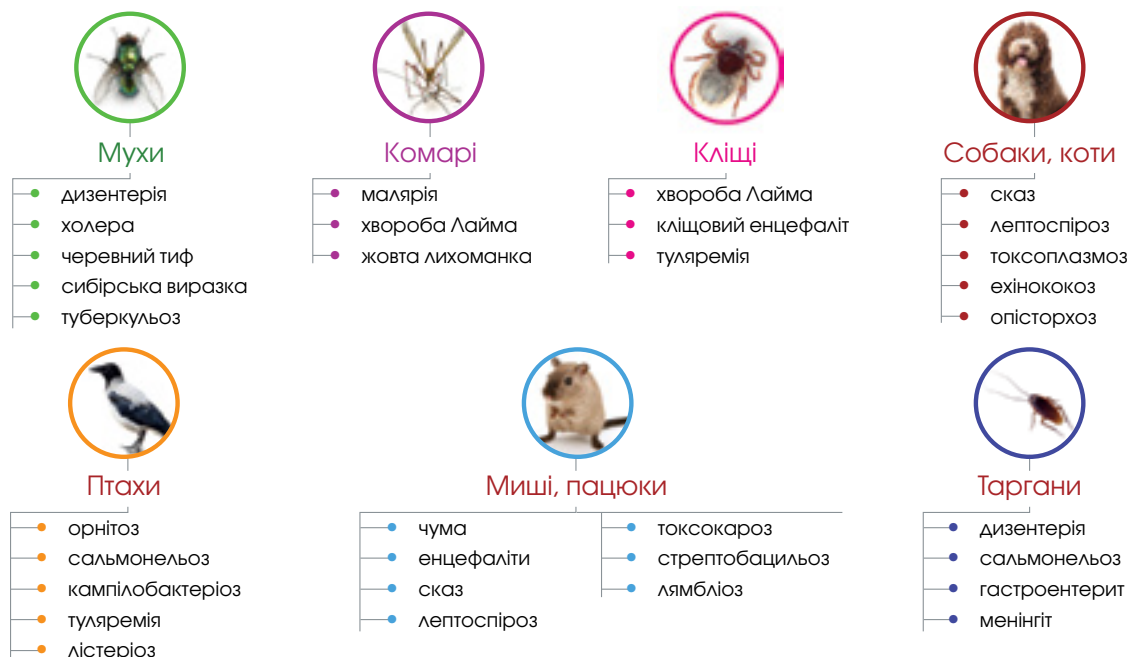 Мухи
дизентерія
холера
черевний тиф
сибірська виразка
туберкульоз
Комарі
малярія
хвороба Лайма
жовта лихоманка
Кліщі
хвороба Лайма
кліщовий енцефаліт
туляремія
Собаки, коти
сказ
лептоспіроз
токсоплазмоз
ехінококоз
опісторхоз
Птахи
орнітоз
сальмонельоз
кампілобактеріоз
туляремія
лістеріоз
Миші, пацюки
чума
енцефаліти
сказ
лептоспіроз
токсокароз
стрептобацильоз
лямбліоз
Таргани
дизентерія
сальмонельоз
гастроентерит
менінгіт